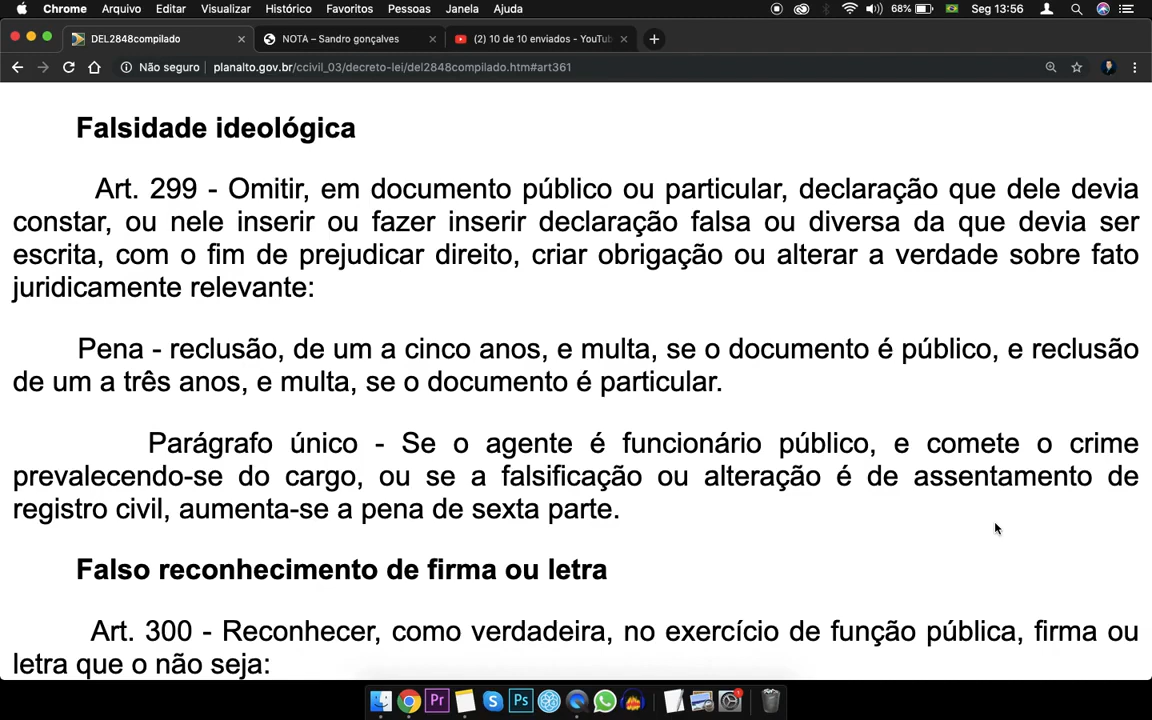 Chrome Arquivo Editar Visualizar Histórico Favoritos Pessoas Janela Ajuda 68% Seg 13:56
DEL2848compilado NOTA – Sandro gonçalves (2) 10 de 10 enviados - YouTub
Não seguro planalto.gov.br/ccivil_03/decreto-lei/del2848compilado.htm#art361
Falsidade ideológica
Art. 299 - Omitir, em documento público ou particular, declaração que dele devia
constar, ou nele inserir ou fazer inserir declaração falsa ou diversa da que devia ser
escrita, com o fim de prejudicar direito, criar obrigação ou alterar a verdade sobre fato
juridicamente relevante:
Pena - reclusão, de um a cinco anos, e multa, se o documento é público, e reclusão
de um a três anos, e multa, se o documento é particular.
Parágrafo único - Se o agente é funcionário público, e comete o crime
prevalecendo-se do cargo, ou se a falsificação ou alteração é de assentamento de
registro civil, aumenta-se a pena de sexta parte.
Falso reconhecimento de firma ou letra
Art. 300 - Reconhecer, como verdadeira, no exercício de função pública, firma ou
letra que o não seja:
Pr S Ps